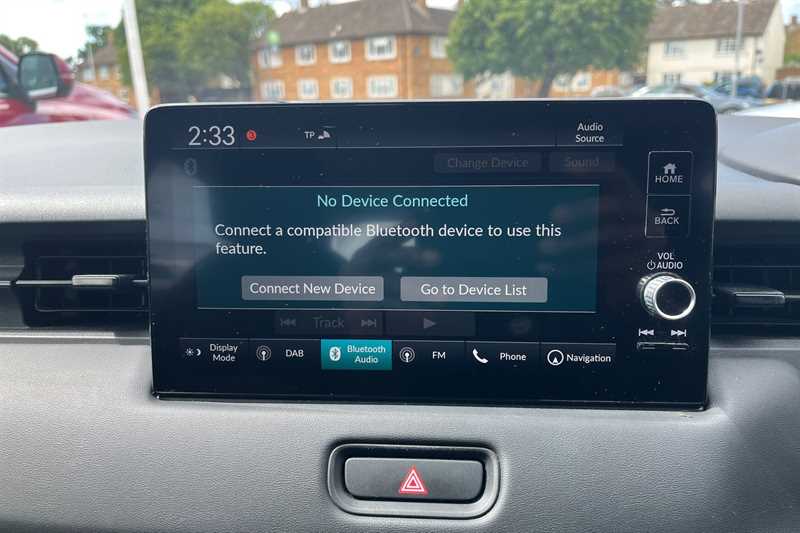 2:33
3
TP
Audio
Source
Change Device
Sound
HOME
No Device Connected
Connect a compatible Bluetooth device to use this
feature.
BACK
VOL
AUDIO
Connect New Device
Go to Device List
Track
Display
Mode
DAB
Bluetooth
Audio
FM
Phone
Navigation